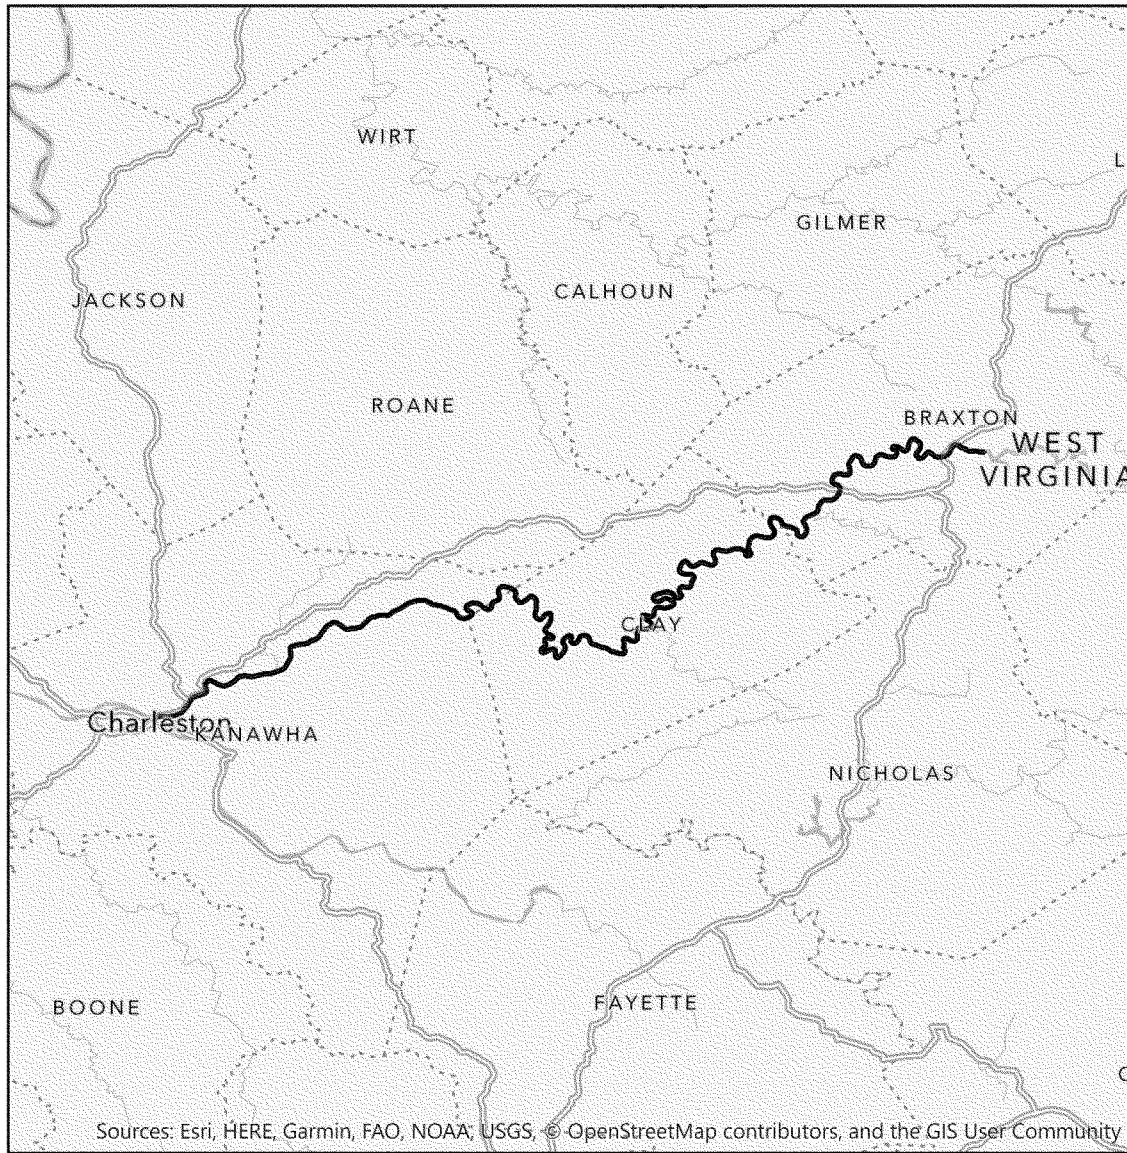 WIRT
L
GILMER
CALHOUN
JACKSON
ROANE
BRAXTON
WEST
VIRGINIA
CLAY
Charleston
KANAWHA
NICHOLAS
FAYETTE
BOONE
Sources: Esri, HERE, Garmin, FAO, NOAA, USGS, © OpenStreetMap contributors, and the GIS User Community